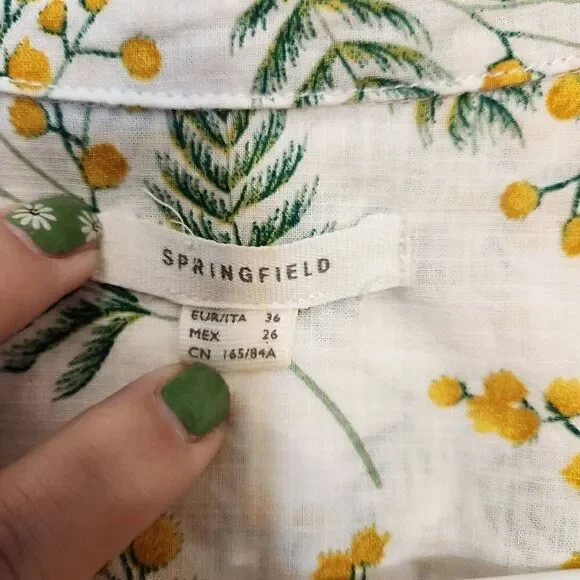 SPRINGFIELD
EUR/ITA 36
MEX 26
CN 165/84A